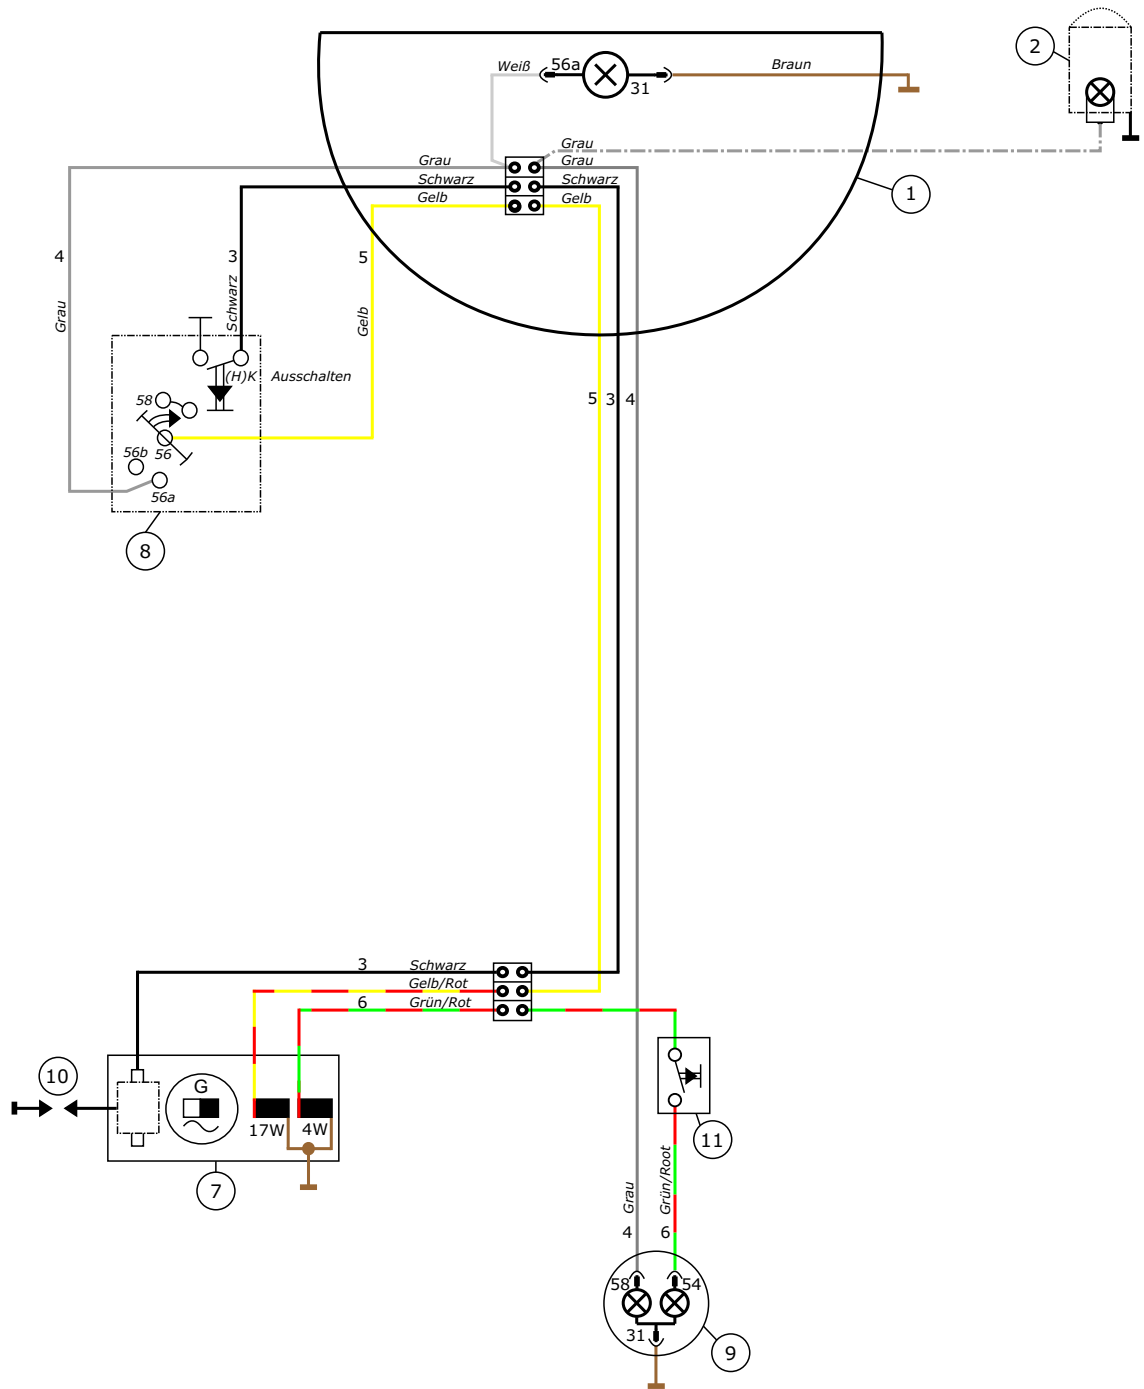 2
Weiß
56a
31
Braun
Grau
Grau
Grau
Schwarz
Schwarz
Gelb
Gelb
1
4
3
5
Grau
Schwarz
Gelb
(H)K
Ausschalten
58
56b
56
56a
8
5
3
4
3
Schwarz
Gelb/Rot
6
Grün/Rot
10
G
17W
4W
7
11
Grau
Grün/Root
4
6
58
54
31
9